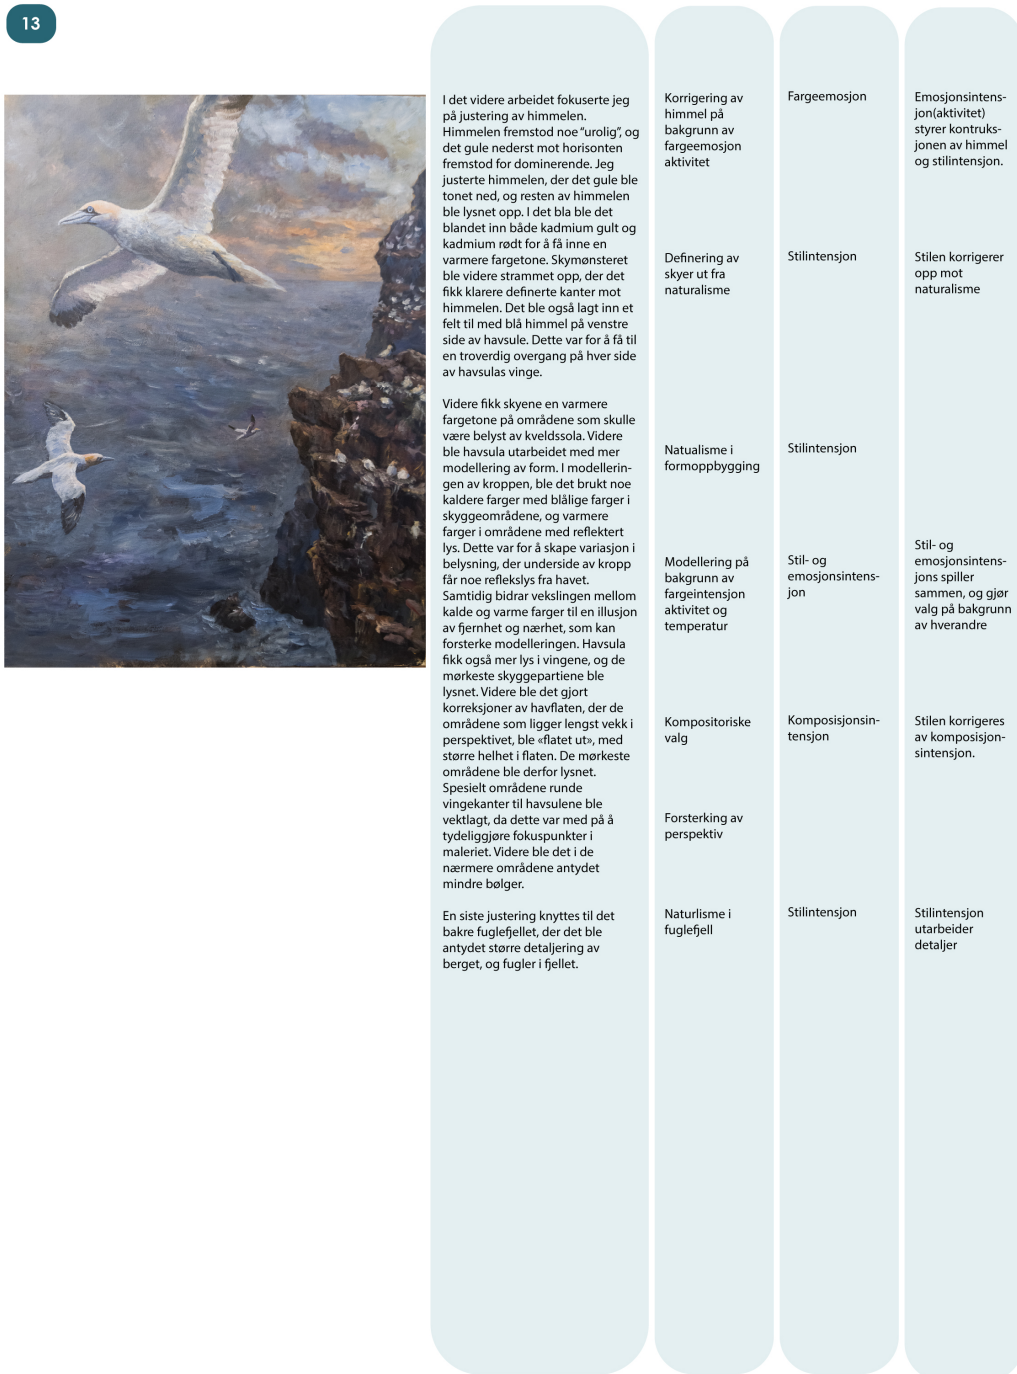 13
I det videre arbeidet fokuserte jeg
på justering av himmelen.
Himmelen fremstod noe “urolig”, og
det gule nederst mot horisonten
fremstod for dominerende. Jeg
justerte himmelen, der det gule ble
tonet ned, og resten av himmelen
ble lysnet opp. I det bla ble det
blandet inn både kadmium gult og
kadmium rødt for å få inne en
varmere fargetone. Skymønsteret
ble videre strammet opp, der det
fikk klarere definerte kanter mot
himmelen. Det ble også lagt inn et
felt til med blå himmel på venstre
side av havsule. Dette var for å få til
en troverdig overgang på hver side
av havsulas vinge.
Videre fikk skyene en varmere
fargetone på områdene som skulle
være belyst av kveldssola. Videre
ble havsula utarbeidet med mer
modellering av form. I modellerin-
gen av kroppen, ble det brukt noe
kaldere farger med blålige farger i
skyggeområdene, og varmere
farger i områdene med reflektert
lys. Dette var for å skape variasjon i
belysning, der underside av kropp
får noe reflekslys fra havet.
Samtidig bidrar vekslingen mellom
kalde og varme farger til en illusjon
av fjernhet og nærhet, som kan
forsterke modelleringen. Havsula
fikk også mer lys i vingene, og de
mørkeste skyggepartiene ble
lysnet. Videre ble det gjort
korreksjoner av havflaten, der de
områdene som ligger lengst vekk i
perspektivet, ble «flatet ut», med
større helhet i flaten. De mørkeste
områdene ble derfor lysnet.
Spesielt områdene runde
vingekanter til havsulene ble
vektlagt, da dette var med på å
tydeliggjøre fokuspunkter i
maleriet. Videre ble det i de
nærmere områdene antydet
mindre bølger.
En siste justering knyttes til det
bakre fuglefjellet, der det ble
antydet større detaljering av
berget, og fugler i fjellet.
Korrigering av
himmel på
bakgrunn av
fargeemosjon
aktivitet
Definering av
skyer ut fra
naturalisme
Natualisme i
formoppbygging
Modellering på
bakgrunn av
fargeintensjon
aktivitet og
temperatur
Kompositoriske
valg
Forsterking av
perspektiv
Naturlisme i
fuglefjell
Fargeemosjon
Stilintensjon
Stilintensjon
Stil- og
emosjonsintens-
jon
Komposisjonsin-
tensjon
Stilintensjon
Emosjonsintens-
jon(aktivitet)
styrer kontruks-
jonen av himmel
og stilintensjon.
Stilen korrigerer
opp mot
naturalisme
Stil- og
emosjonsintens-
jons spiller
sammen, og gjør
valg på bakgrunn
av hverandre
Stilen korrigeres
av komposisjon-
sintensjon.
Stilintensjon
utarbeider
detaljer